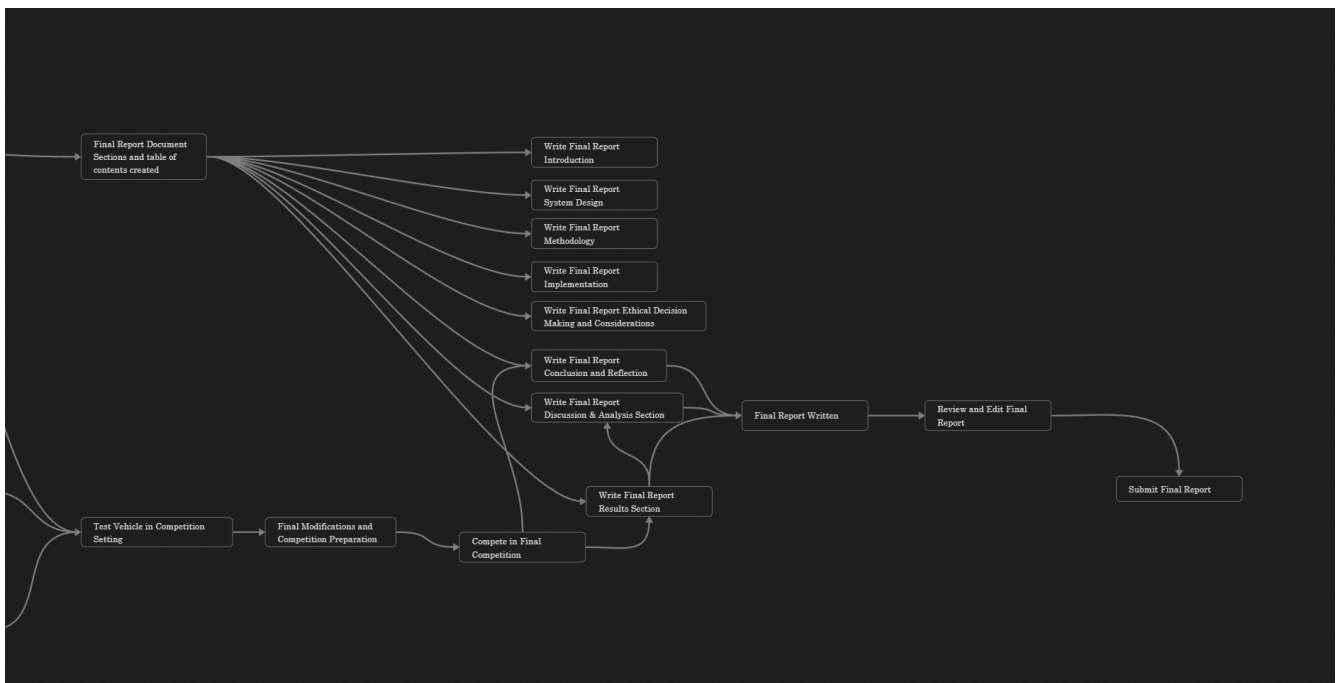 Final Report Document
Sections and table of
contents created
Write Final Report
Introduction
Write Final Report
System Design
Write Final Report
Methodology
Write Final Report
Implementation
Write Final Report Ethical Decision
Making and Considerations
Write Final Report
Conclusion and Reflection
Write Final Report
Discussion & Analysis Section
Final Report Written
Review and Edit Final
Report
Write Final Report
Results Section
Submit Final Report
Test Vehicle in Competition
Setting
Final Modifications and
Competition Preparation
Compete in Final
Competition